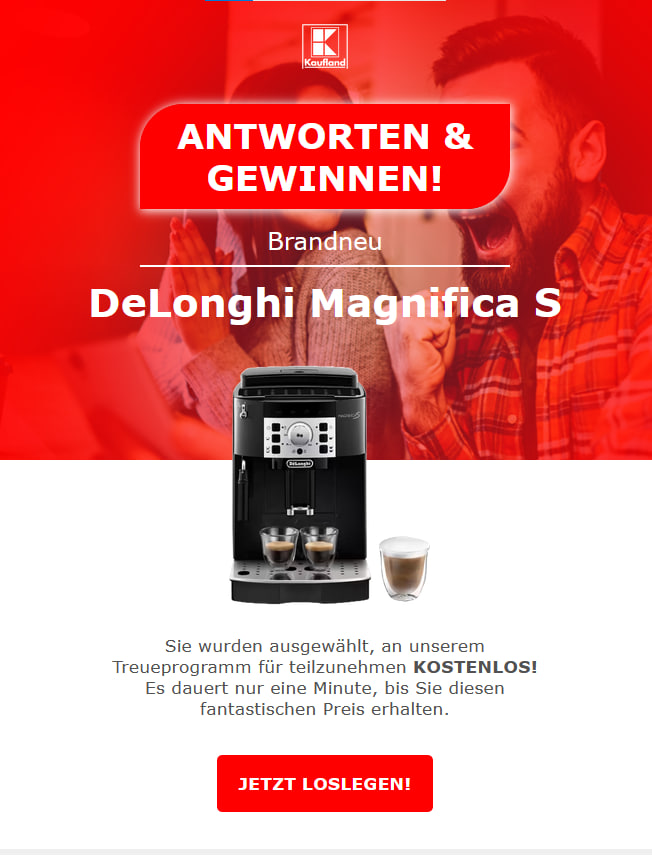 Kaufland
ANTWORTEN &
GEWINNEN!
Brandneu
DeLonghi Magnifica S
DeLonghi
Sie wurden ausgewählt, an unserem
Treueprogramm für teilzunehmen KOSTENLOS!
Es dauert nur eine Minute, bis Sie diesen
fantastischen Preis erhalten.
JETZT LOSLEGEN!